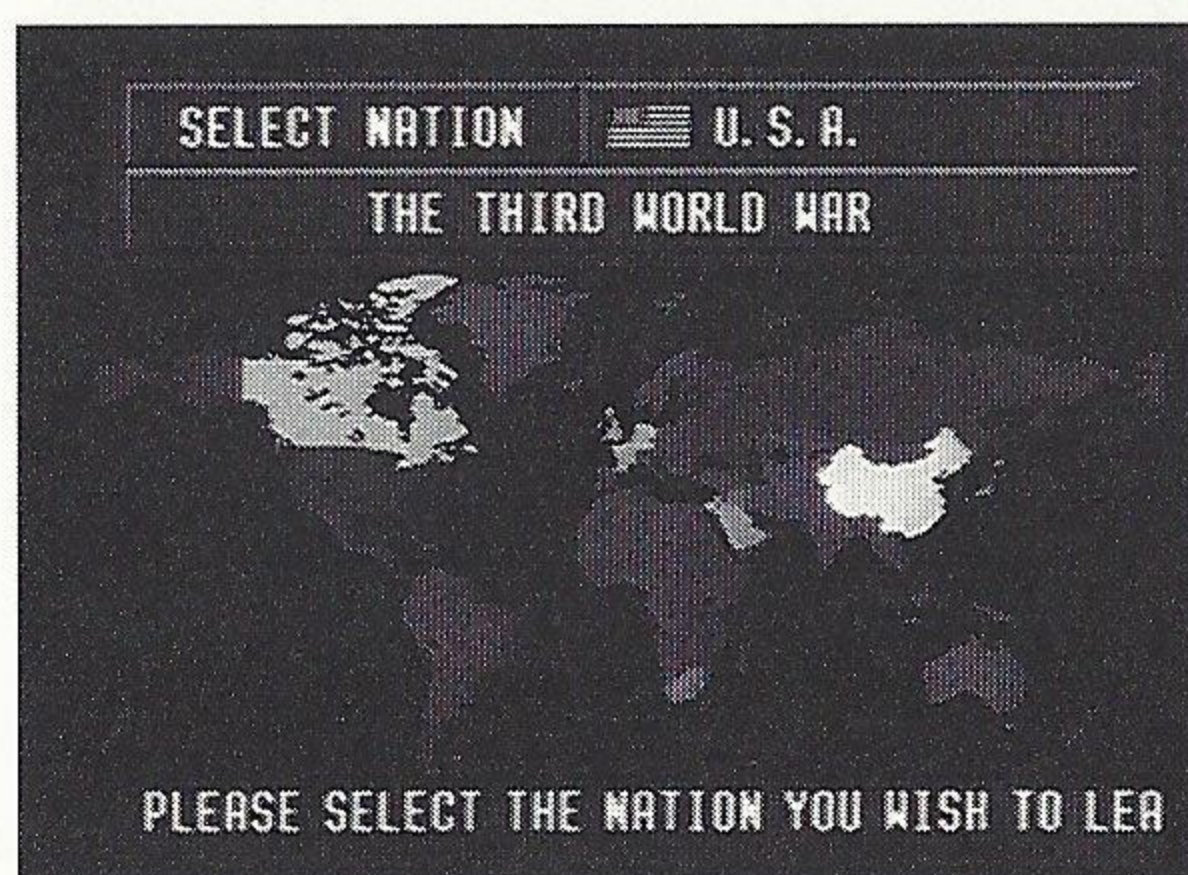 SELECT NATION U.S.A.
THE THIRD WORLD WAR
PLEASE SELECT THE NATION YOU WISH TO LEA